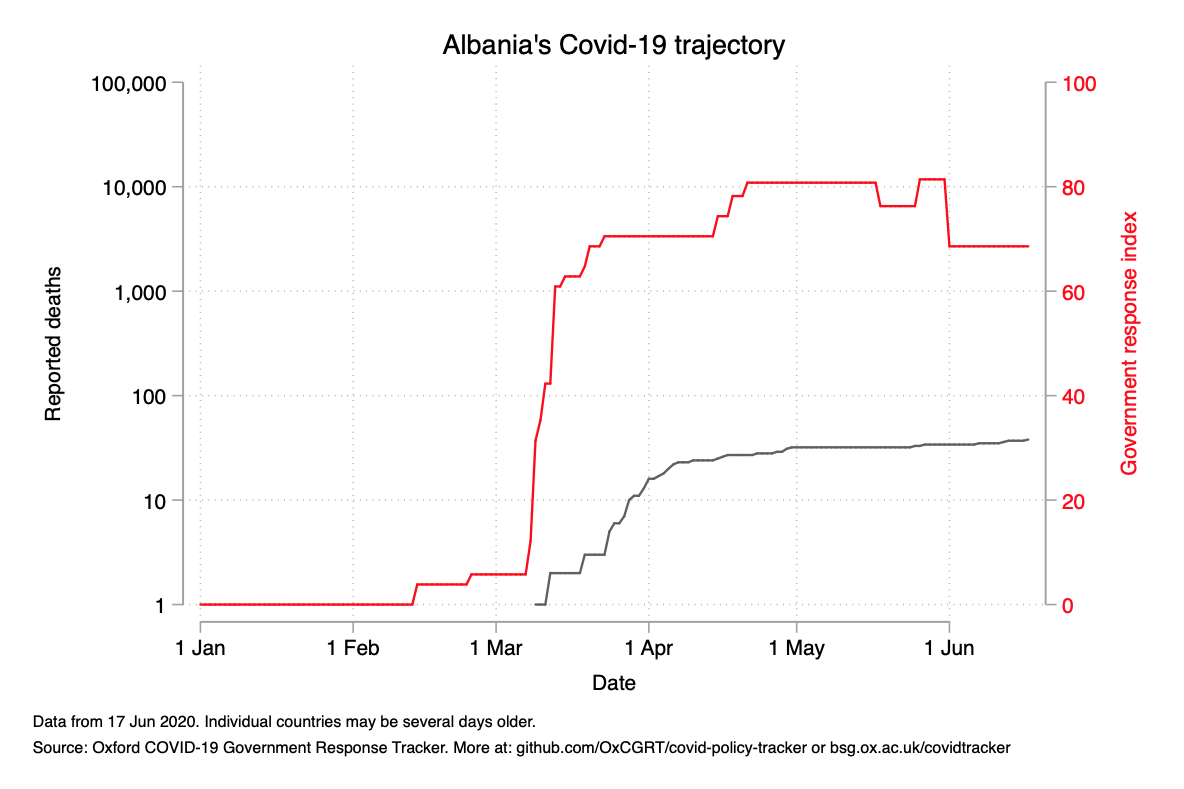 Albania's Covid-19 trajectory
100,000
10,000
1,000
100
10
1
Reported deaths
100
80
60
40
20
0
Government response index
1 Jan
1 Feb
1 Mar
1 Apr
1 May
1 Jun
Date
Data from 17 Jun 2020. Individual countries may be several days older.
Source: Oxford COVID-19 Government Response Tracker. More at: github.com/OxCGRT/covid-policy-tracker or bsg.ox.ac.uk/covidtracker